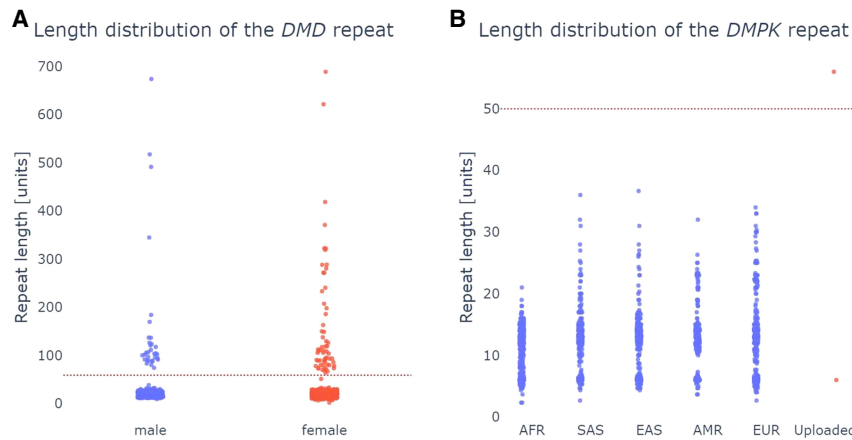 A Length distribution of the DMD repeat
700
600
500
400
300
200
100
0
Repeat length [units]
male female
B Length distribution of the DMPK repeat
50
40
30
20
10
0
Repeat length [units]
AFR SAS EAS AMR EUR Uploaded